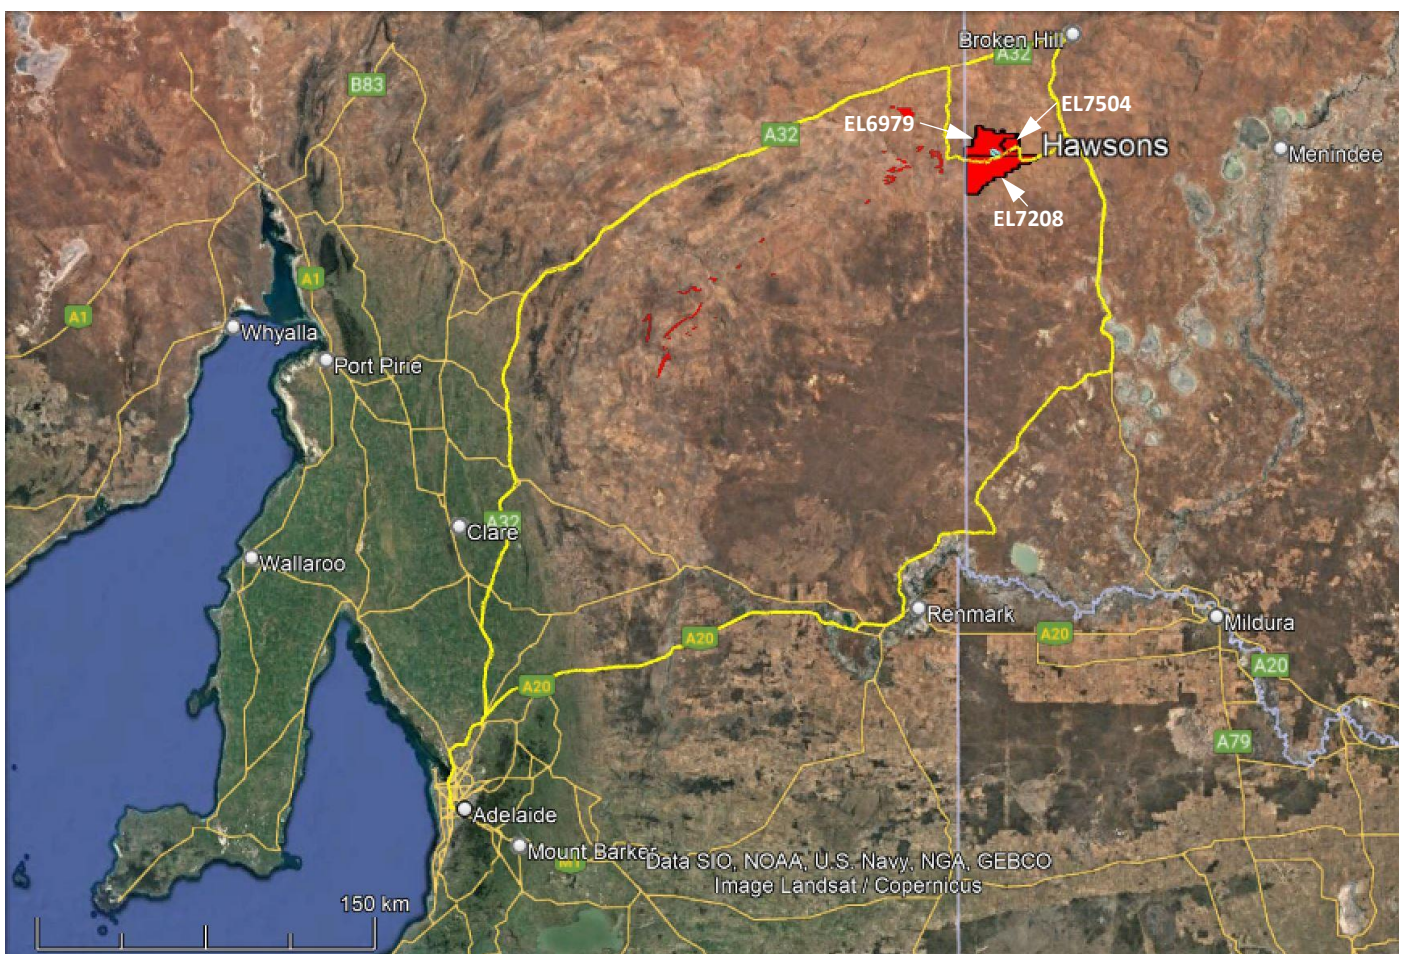 Broken Hill
A32
B83
EL7504
EL6979
A32
Hawsons
Menindee
EL7208
A1
A1
Whyalla
Port Pirie
A32
Clare
Wallaroo
Renmark
Mildura
A20
A20
A20
A20
A79
Adelaide
Mount Barker
M1
Data SIO, NOAA, U.S. Navy, NGA, GEBCO
Image Landsat / Copernicus
150 km